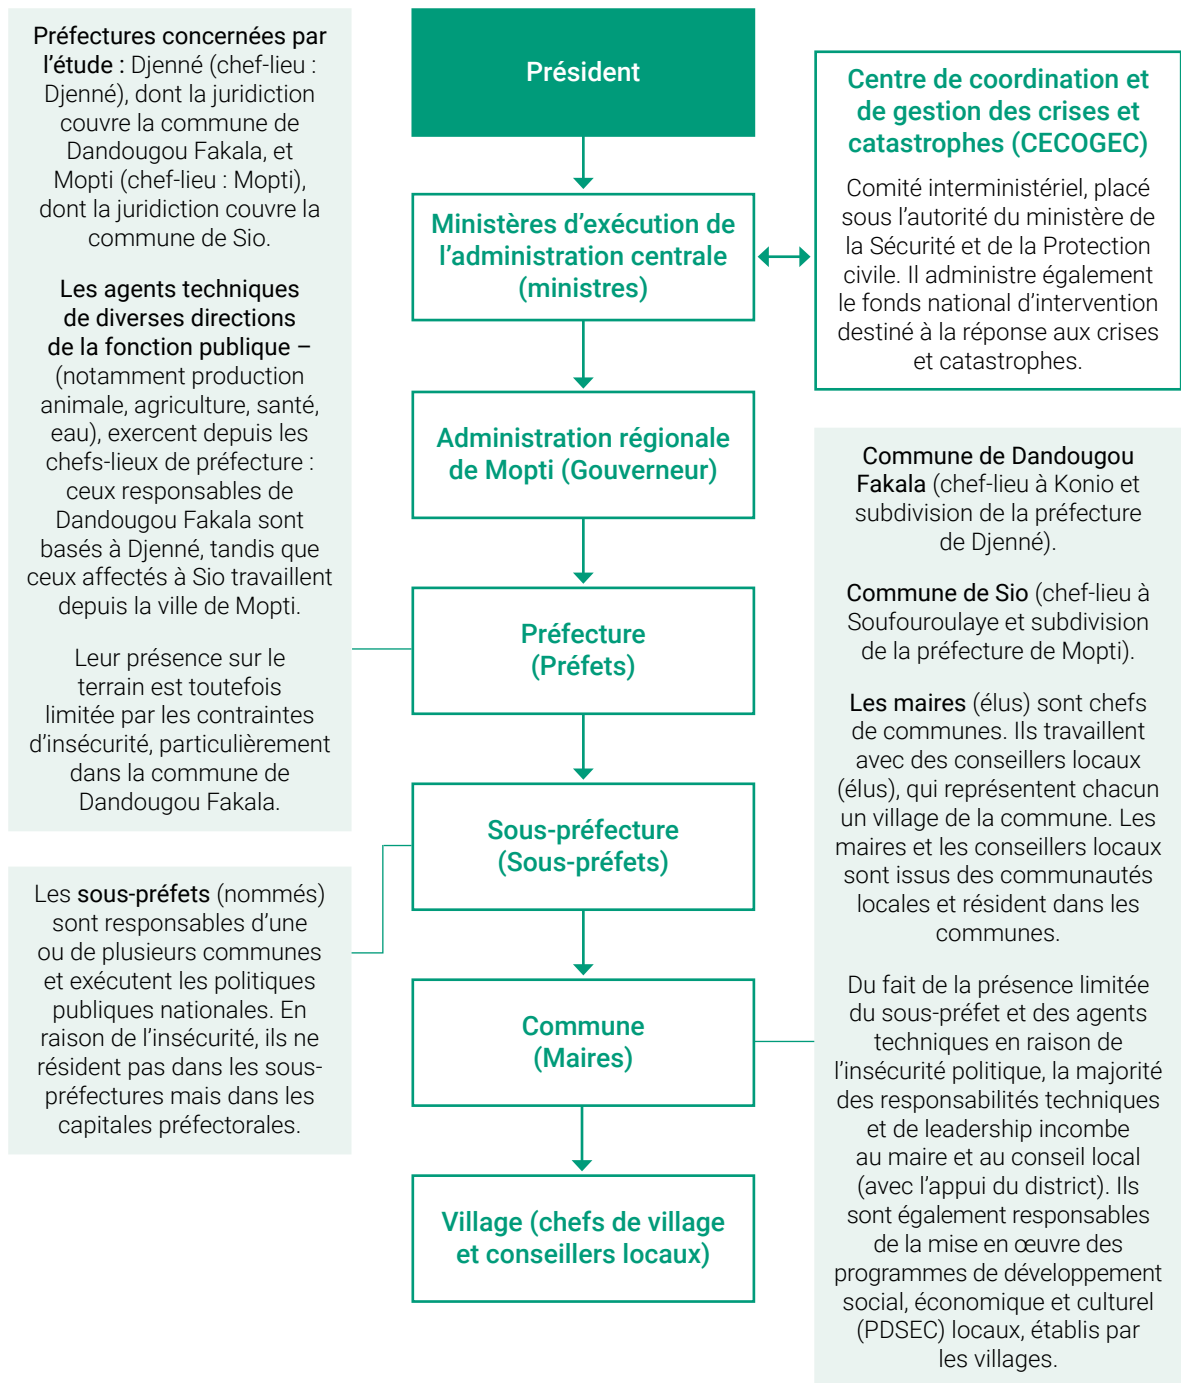 Préfectures concernées par
l’étude : Djenné (chef-lieu :
Djenné), dont la juridiction
couvre la commune de
Dandougou Fakala, et
Mopti (chef-lieu : Mopti),
dont la juridiction couvre la
commune de Sio.
Les agents techniques
de diverses directions
de la fonction publique –
(notamment production
animale, agriculture, santé,
eau), exercent depuis les
chefs-lieux de préfecture :
ceux responsables de
Dandougou Fakala sont
basés à Djenné, tandis que
ceux affectés à Sio travaillent
depuis la ville de Mopti.
Leur présence sur le
terrain est toutefois
limitée par les contraintes
d’insécurité, particulièrement
dans la commune de
Dandougou Fakala.
Les sous-préfets (nommés)
sont responsables d’une
ou de plusieurs communes
et exécutent les politiques
publiques nationales. En
raison de l’insécurité, ils ne
résident pas dans les sous-
préfectures mais dans les
capitales préfectorales.
Président
Ministères d’exécution de
l’administration centrale
(ministres)
Administration régionale
de Mopti (Gouverneur)
Préfecture
(Préfets)
Sous-préfecture
(Sous-préfets)
Commune
(Maires)
Village (chefs de village
et conseillers locaux)
Centre de coordination et
de gestion des crises et
catastrophes (CECOGEC)
Comité interministériel, placé
sous l’autorité du ministère de
la Sécurité et de la Protection
civile. Il administre également
le fonds national d’intervention
destiné à la réponse aux crises
et catastrophes.
Commune de Dandougou
Fakala (chef-lieu à Konio et
subdivision de la préfecture
de Djenné).
Commune de Sio (chef-lieu à
Soufouroulaye et subdivision
de la préfecture de Mopti).
Les maires (élus) sont chefs
de communes. Ils travaillent
avec des conseillers locaux
(élus), qui représentent chacun
un village de la commune. Les
maires et les conseillers locaux
sont issus des communautés
locales et résident dans les
communes.
Du fait de la présence limitée
du sous-préfet et des agents
techniques en raison de
l’insécurité politique, la majorité
des responsabilités techniques
et de leadership incombe
au maire et au conseil local
(avec l’appui du district). Ils
sont également responsables
de la mise en œuvre des
programmes de développement
social, économique et culturel
(PDSEC) locaux, établis par
les villages.